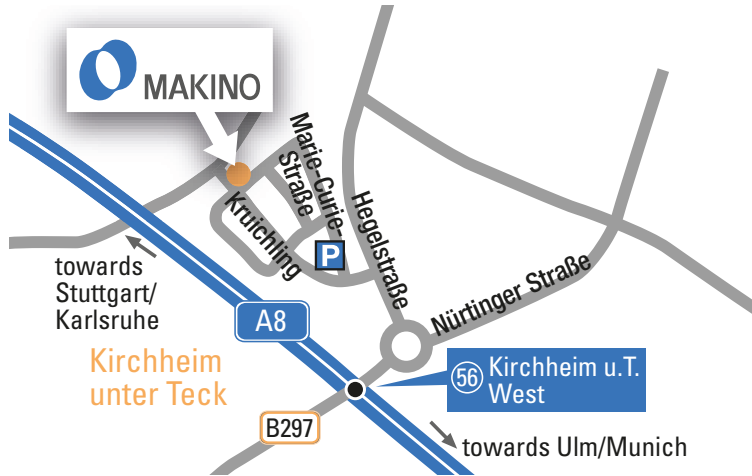 MAKINO
Marie-Curie-
Straße
Kruichling
P
Hegelstraße
Nürtinger Straße
towards
Stuttgart/
Karlsruhe
A8
Kirchheim
unter Teck
56 Kirchheim u.T.
West
B297
towards Ulm/Munich